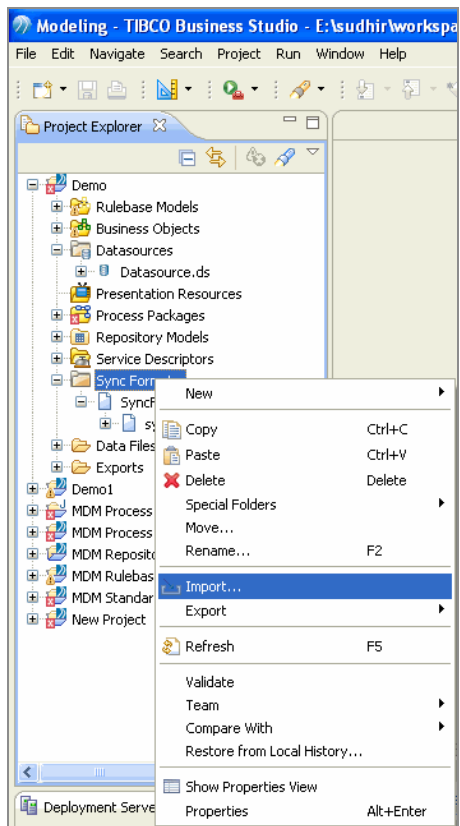 Modeling - TIBCO Business Studio - E:\sudhir\workspa
File Edit Navigate Search Project Run Window Help
Project Explorer
Demo
Rulebase Models
Business Objects
Datasources
Datasource.ds
Presentation Resources
Process Packages
Repository Models
Service Descriptors
Sync Form
New
SyncF
Copy Ctrl+C
sy
Data Files
Paste Ctrl+V
Exports
Delete Delete
Demo1
Special Folders
MDM Process
Move...
MDM Process
Rename... F2
MDM Reposito
MDM Rulebas
Import...
MDM Standar
Export
New Project
Refresh F5
Validate
Team
Compare With
Restore from Local History...
Show Properties View
Deployment Serve
Properties Alt+Enter